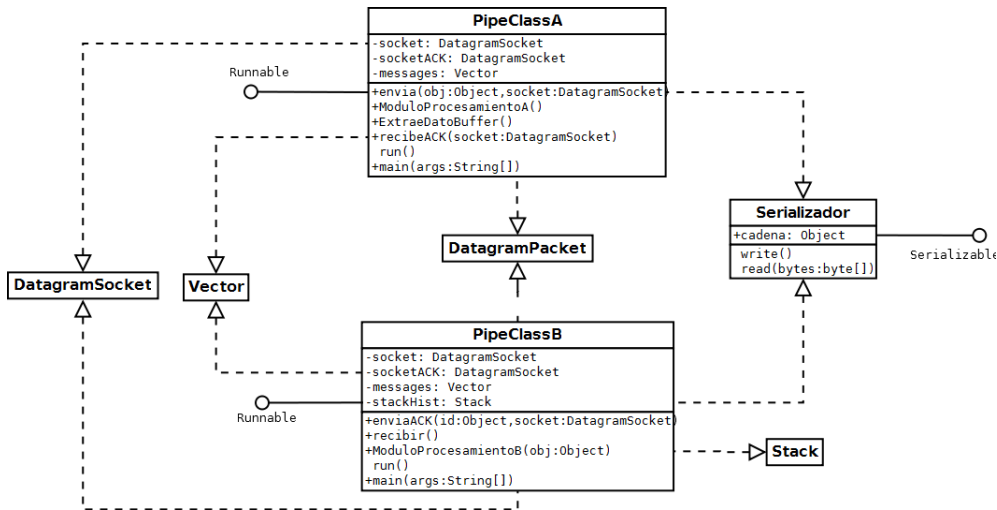 PipeClassA
-socket: DatagramSocket
-socketACK: DatagramSocket
-messages: Vector
+envia(obj:Object,socket:DatagramSocket)
+ModuloProcesamientoA()
+ExtraeDatoBuffer()
+recibeACK(socket:DatagramSocket)
run()
+main(args:String[])
Runnable
Serializador
+cadena: Object
write()
read(bytes:byte[])
Serializable
DatagramPacket
DatagramSocket
Vector
PipeClassB
-socket: DatagramSocket
-socketACK: DatagramSocket
-messages: Vector
-stackHist: Stack
+enviaACK(id:Object,socket:DatagramSocket)
+recibir()
+ModuloProcesamientoB(obj:Object)
run()
+main(args:String[])
Runnable
Stack